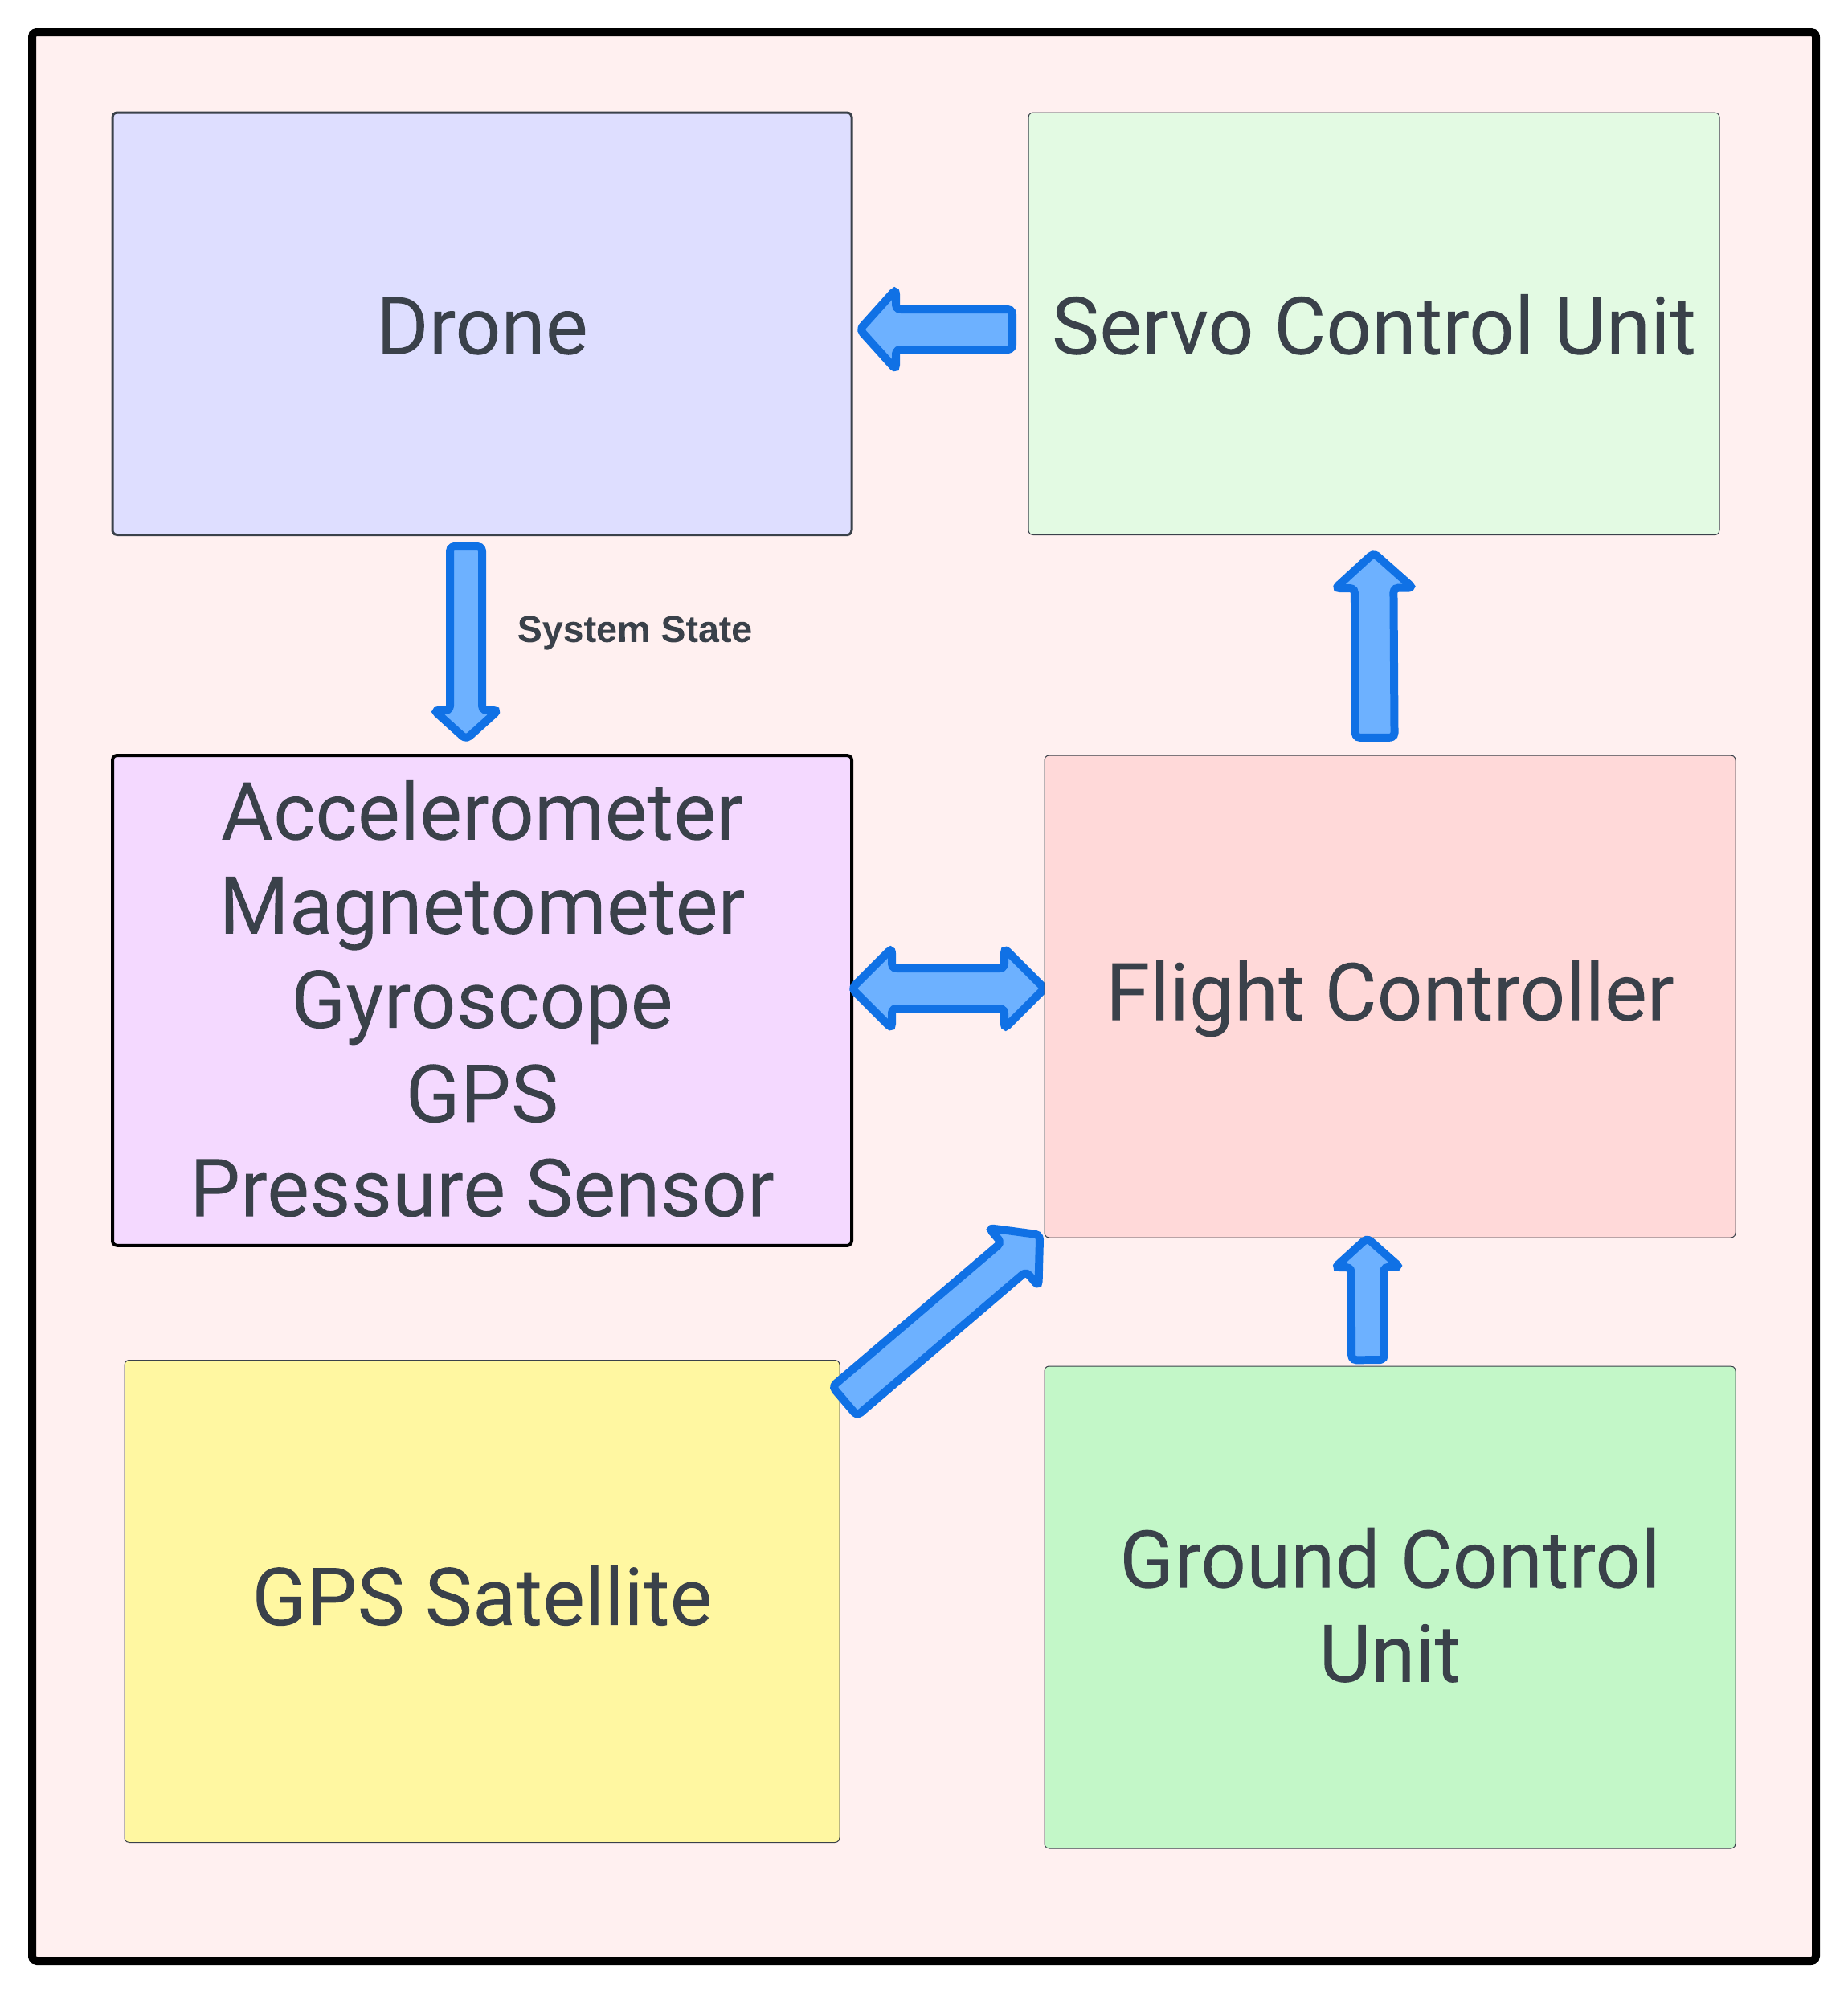 Drone
Servo Control Unit
System State
Accelerometer
Magnetometer
Gyroscope
GPS
Pressure Sensor
Flight Controller
GPS Satellite
Ground Control
Unit